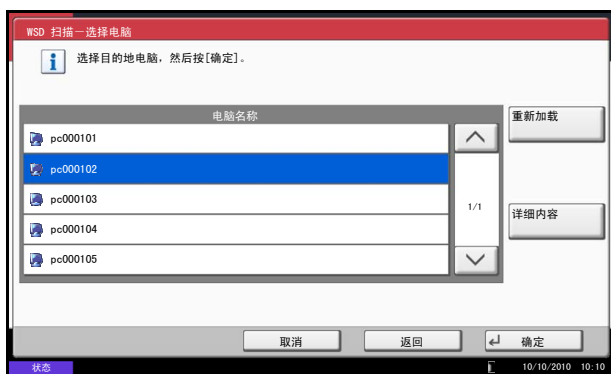 WSD 扫描－选择电脑
选择目的地电脑，然后按[确定]。
电脑名称
重新加载
pc000101
pc000102
pc000103
1/1
详细内容
pc000104
pc000105
取消
返回
确定
状态
10/10/2010 10:10